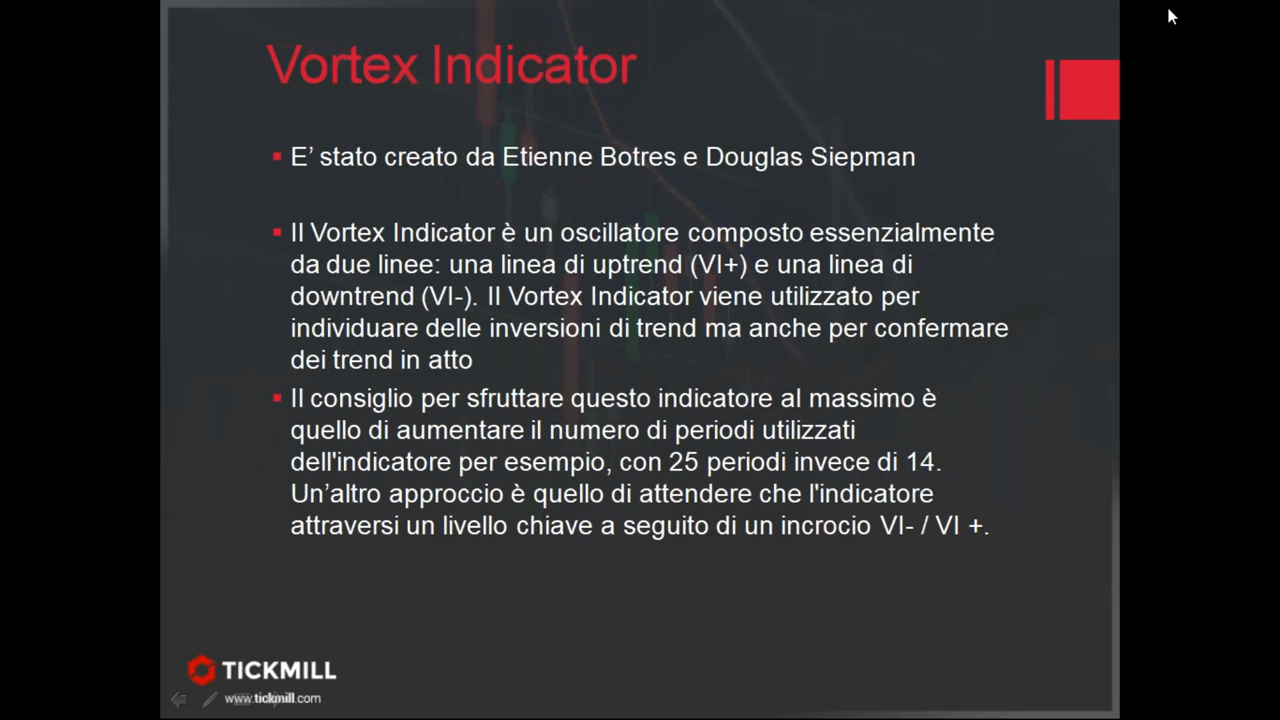 Vortex Indicator
E’ stato creato da Etienne Botres e Douglas Siepman
Il Vortex Indicator è un oscillatore composto essenzialmente
da due linee: una linea di uptrend (VI+) e una linea di
downtrend (VI-). Il Vortex Indicator viene utilizzato per
individuare delle inversioni di trend ma anche per confermare
dei trend in atto
Il consiglio per sfruttare questo indicatore al massimo è
quello di aumentare il numero di periodi utilizzati
dell'indicatore per esempio, con 25 periodi invece di 14.
Un’altro approccio è quello di attendere che l'indicatore
attraversi un livello chiave a seguito di un incrocio VI- / VI +.
TICKMILL
www.tickmill.com